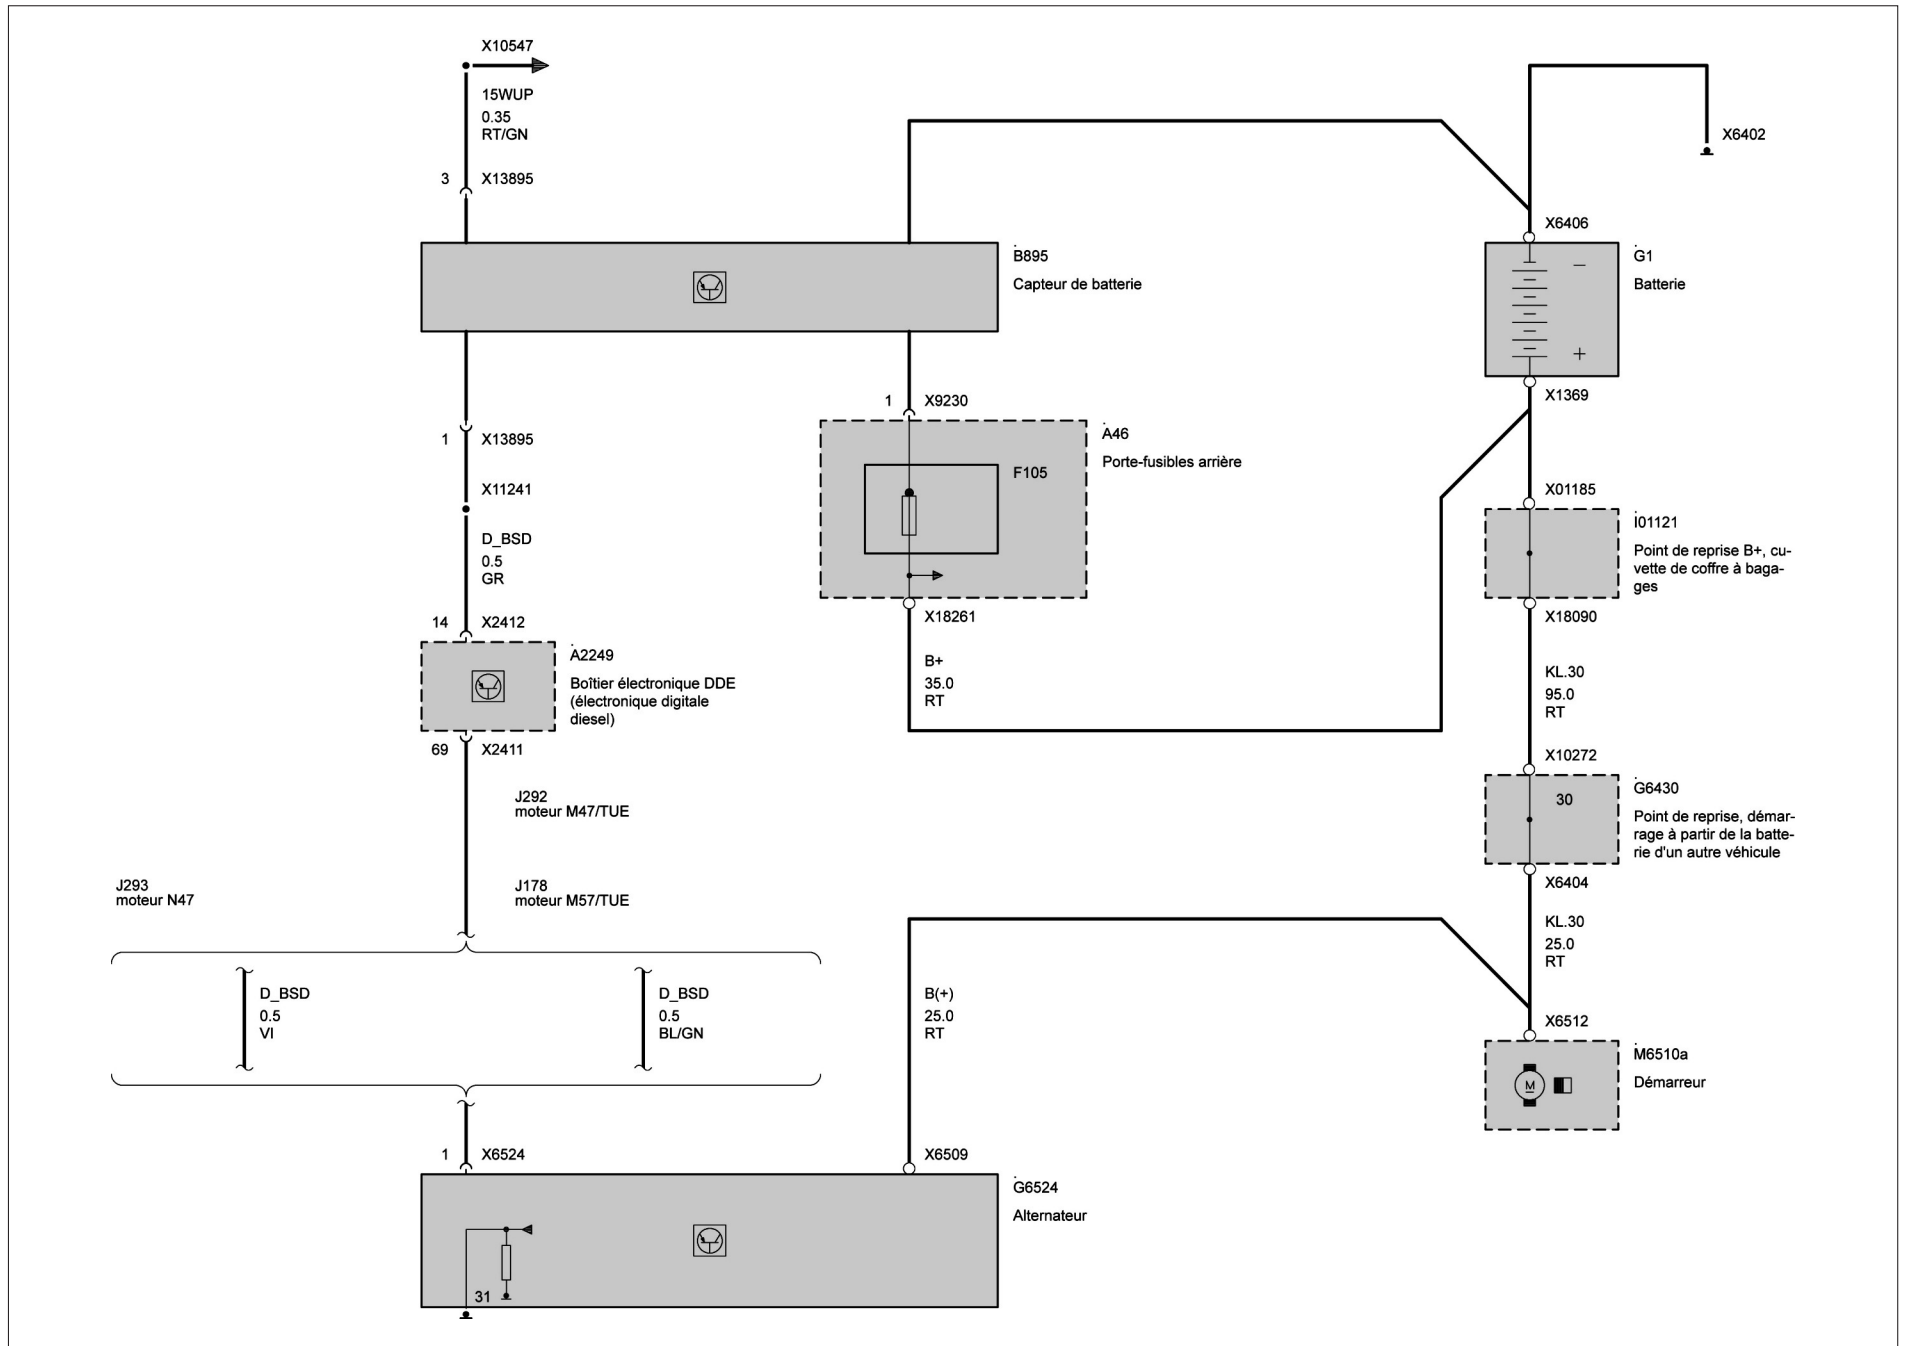 X10547
15WUP
0.35
RT/GN
3 X13895
X6402
X6406
B895
Capteur de batterie
G1
Batterie
−
+
X1369
1 X9230
A46
Porte-fusibles arrière
F105
1 X13895
X11241
D_BSD
0.5
GR
X01185
I01121
Point de reprise B+, cu-
vette de coffre à baga-
ges
14 X2412
X18261
X18090
A2249
Boîtier électronique DDE
(électronique digitale
diesel)
B+
35.0
RT
KL.30
95.0
RT
69 X2411
X10272
30
G6430
Point de reprise, démar-
rage à partir de la batte-
rie d'un autre véhicule
J292
moteur M47/TUE
J293
moteur N47
J178
moteur M57/TUE
X6404
KL.30
25.0
RT
D_BSD
0.5
VI
D_BSD
0.5
BL/GN
B(+)
25.0
RT
X6512
M6510a
Démarreur
M
1 X6524
X6509
G6524
Alternateur
31